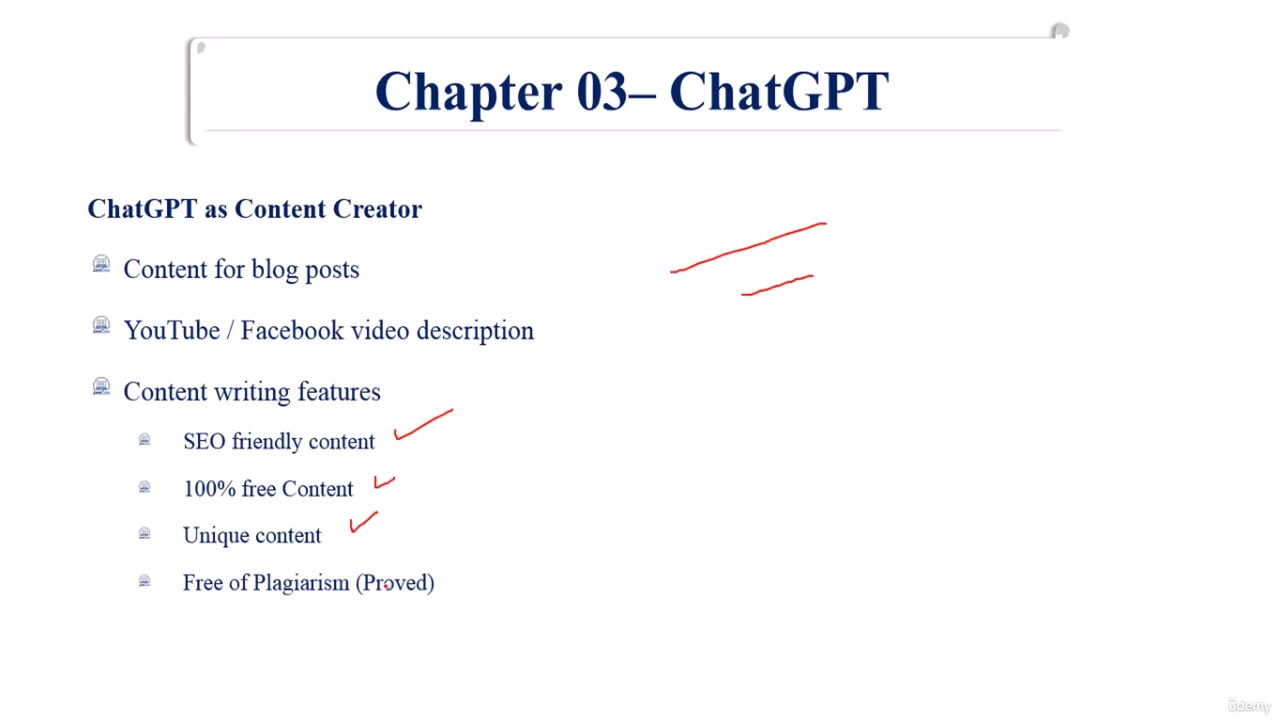 Chapter 03– ChatGPT
ChatGPT as Content Creator
Content for blog posts
YouTube / Facebook video description
Content writing features
SEO friendly content
100% free Content
Unique content
Free of Plagiarism (Proved)
ûdemy